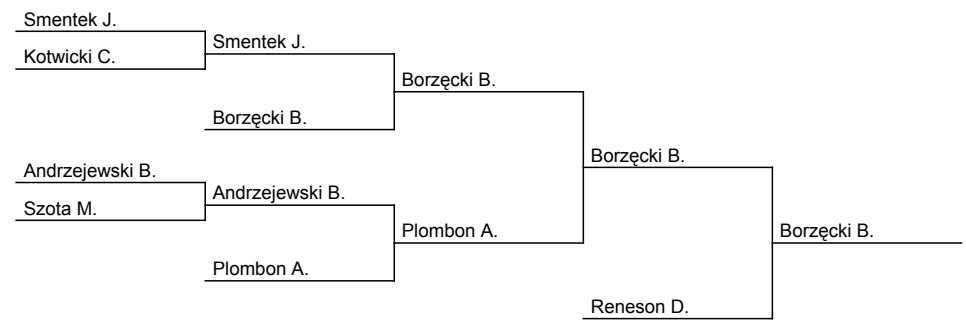 Smentek J.
Kotwicki C.
Smentek J.
Borzęcki B.
Borzęcki B.
Andrzejewski B.
Szota M.
Andrzejewski B.
Plombon A.
Plombon A.
Borzęcki B.
Reneson D.
Borzęcki B.